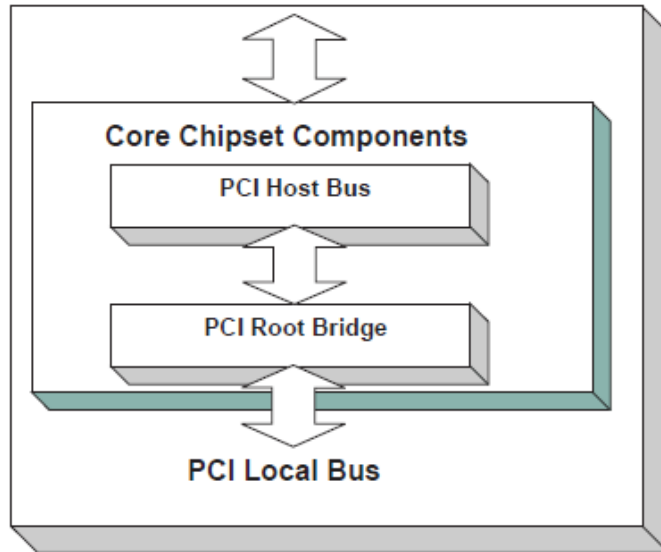 Core Chipset Components
PCI Host Bus
PCI Root Bridge
PCI Local Bus